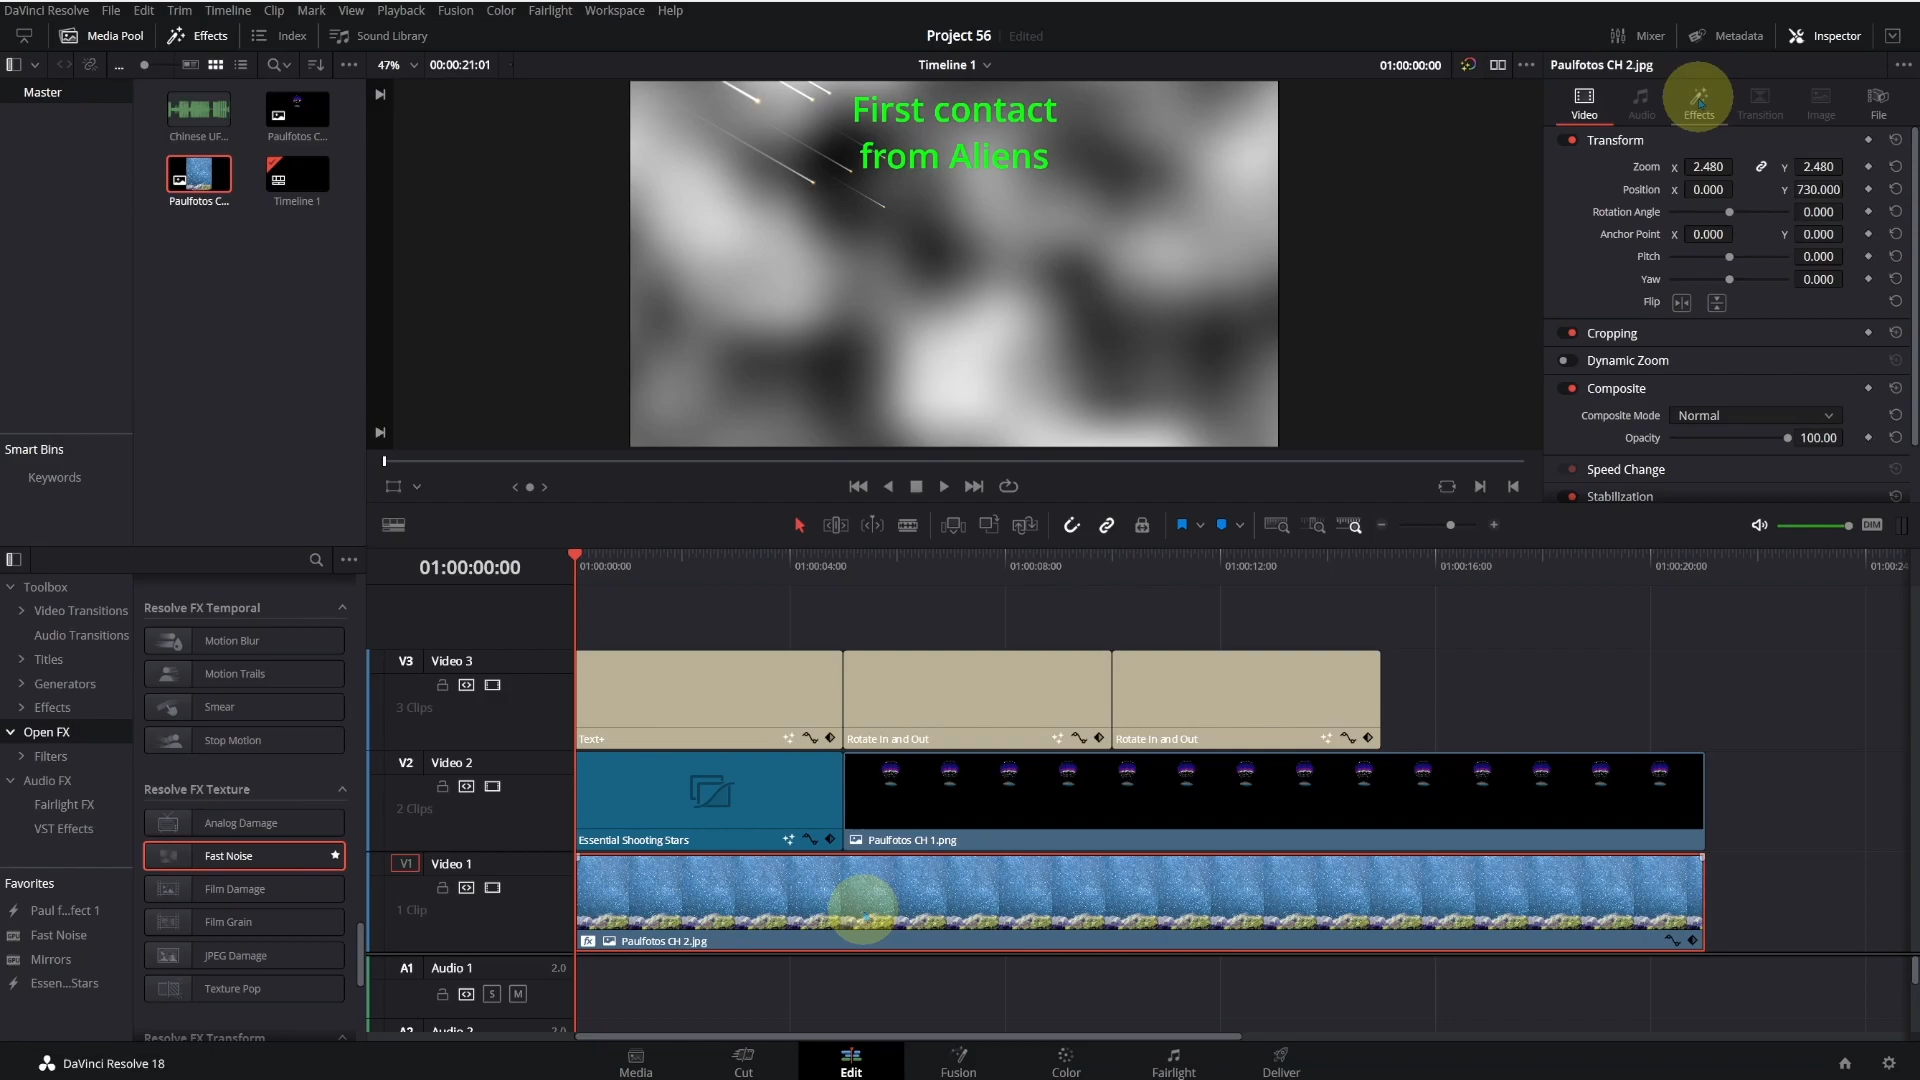 DaVinci Resolve File Edit Trim Timeline Clip Mark View Playback Fusion Color Fairlight Workspace Help
Media Pool Effects Index Sound Library Project 56 Edited Mixer Metadata Inspector
47% 00:00:21:01 Timeline 1 01:00:00:00 Paulfotos CH 2.jpg
Master
Chinese UF... Paulfotos C...
Paulfotos C... Timeline 1
Smart Bins
Keywords
First contact
from Aliens
Video Audio Effects Transition Image File
Transform
Zoom X 2.480 Y 2.480
Position X 0.000 Y 730.000
Rotation Angle 0.000
Anchor Point X 0.000 Y 0.000
Pitch 0.000
Yaw 0.000
Flip
Cropping
Dynamic Zoom
Composite
Composite Mode Normal
Opacity 100.00
Speed Change
Stabilization
DIM
Toolbox
Video Transitions
Audio Transitions
Titles
Generators
Effects
Open FX
Filters
Audio FX
Fairlight FX
VST Effects
Favorites
Paul f...fect 1
Fast Noise
Mirrors
Essen...Stars
Resolve FX Temporal
Motion Blur
Motion Trails
Smear
Stop Motion
Resolve FX Texture
Analog Damage
Fast Noise
Film Damage
Film Grain
JPEG Damage
Texture Pop
Resolve FX Transform
01:00:00:00 01:00:00:00 01:00:04:00 01:00:08:00 01:00:12:00 01:00:16:00 01:00:20:00 01:00:24
V3 Video 3
3 Clips
Text+ Rotate In and Out Rotate In and Out
V2 Video 2
2 Clips
Essential Shooting Stars Paulfotos CH 1.png
V1 Video 1
1 Clip
fx Paulfotos CH 2.jpg
A1 Audio 1 2.0
S M
A2 Audio 2 2.0
DaVinci Resolve 18 Media Cut Edit Fusion Color Fairlight Deliver